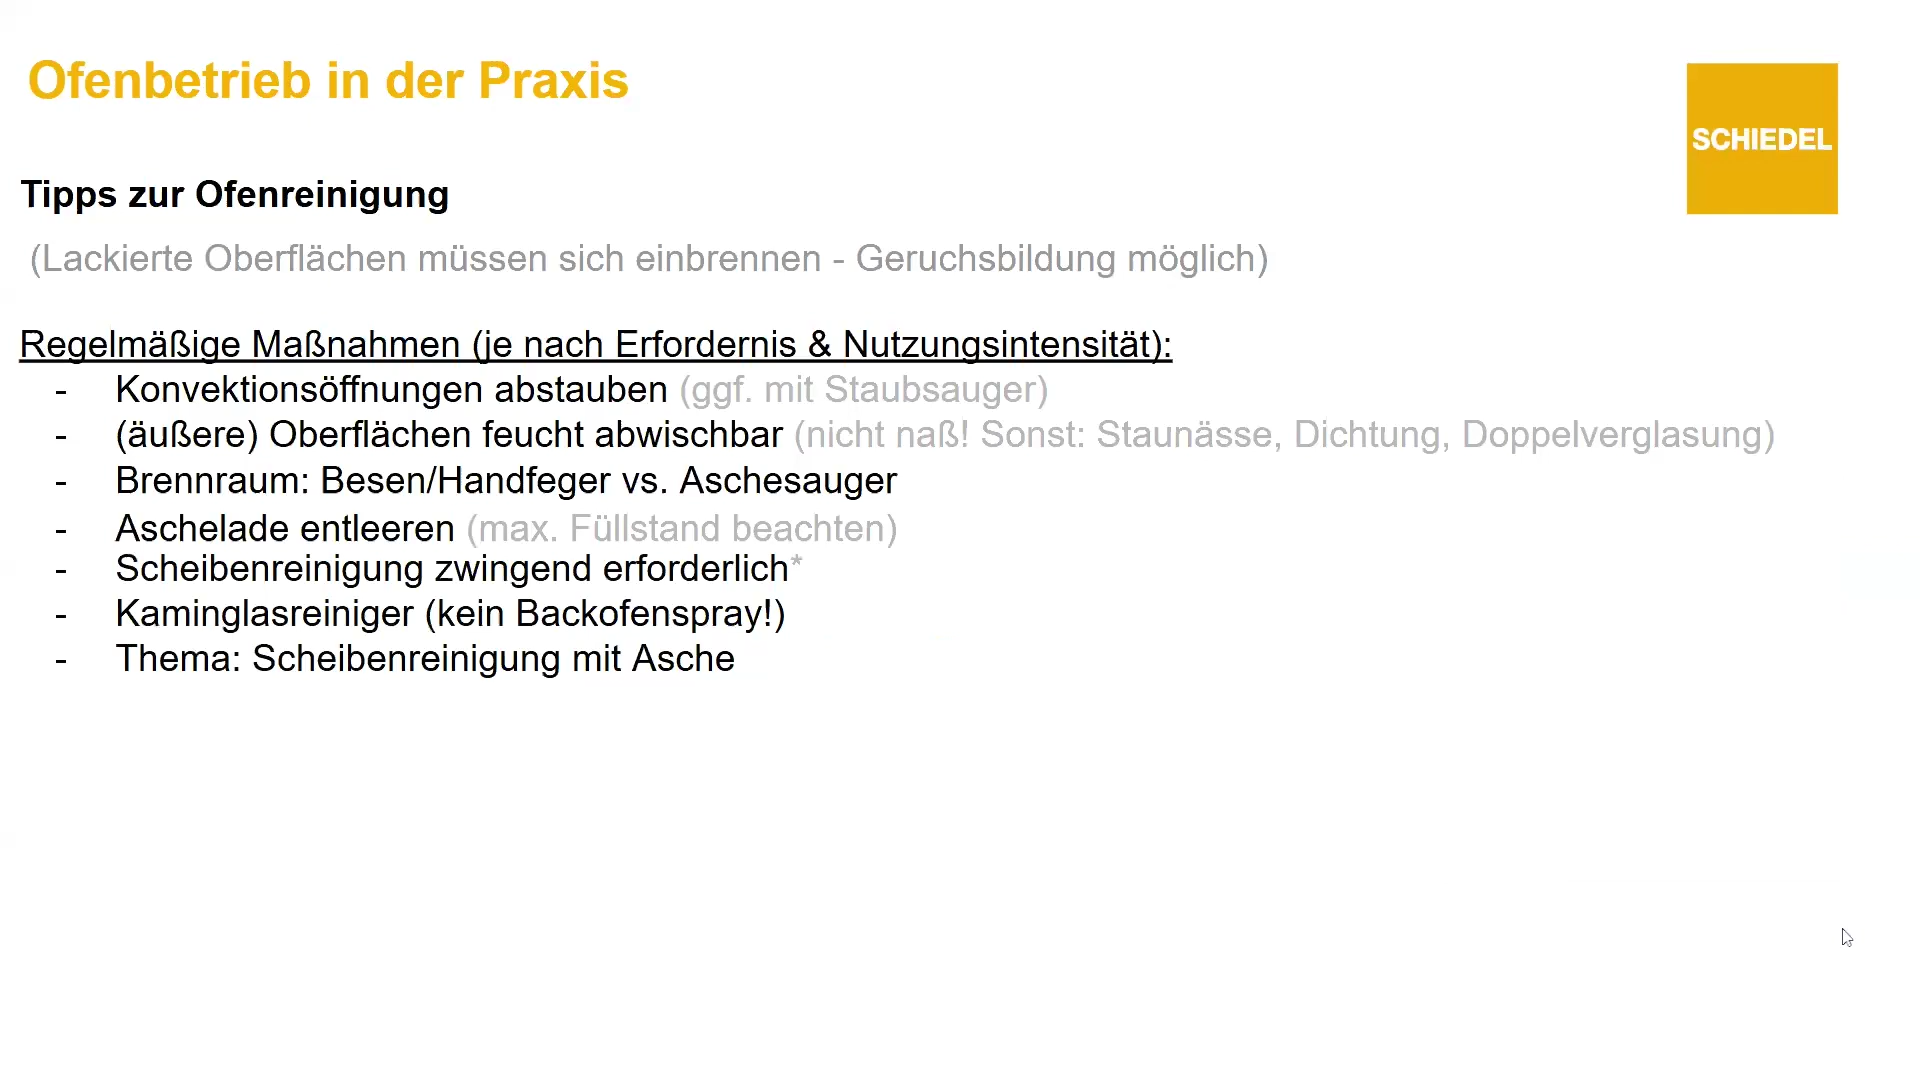 Ofenbetrieb in der Praxis
SCHIEDEL
Tipps zur Ofenreinigung
(Lackierte Oberflächen müssen sich einbrennen - Geruchsbildung möglich)
Regelmäßige Maßnahmen (je nach Erfordernis & Nutzungsintensität):
- Konvektionsöffnungen abstauben (ggf. mit Staubsauger)
- (äußere) Oberflächen feucht abwischbar (nicht naß! Sonst: Staunässe, Dichtung, Doppelverglasung)
- Brennraum: Besen/Handfeger vs. Aschesauger
- Aschelade entleeren (max. Füllstand beachten)
- Scheibenreinigung zwingend erforderlich*
- Kaminglasreiniger (kein Backofenspray!)
- Thema: Scheibenreinigung mit Asche